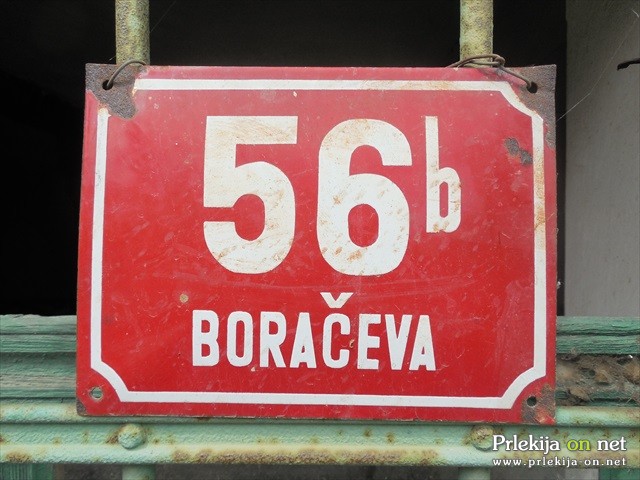 56b
BORAČEVA
Prlekija on net
www.prlekija-on.net